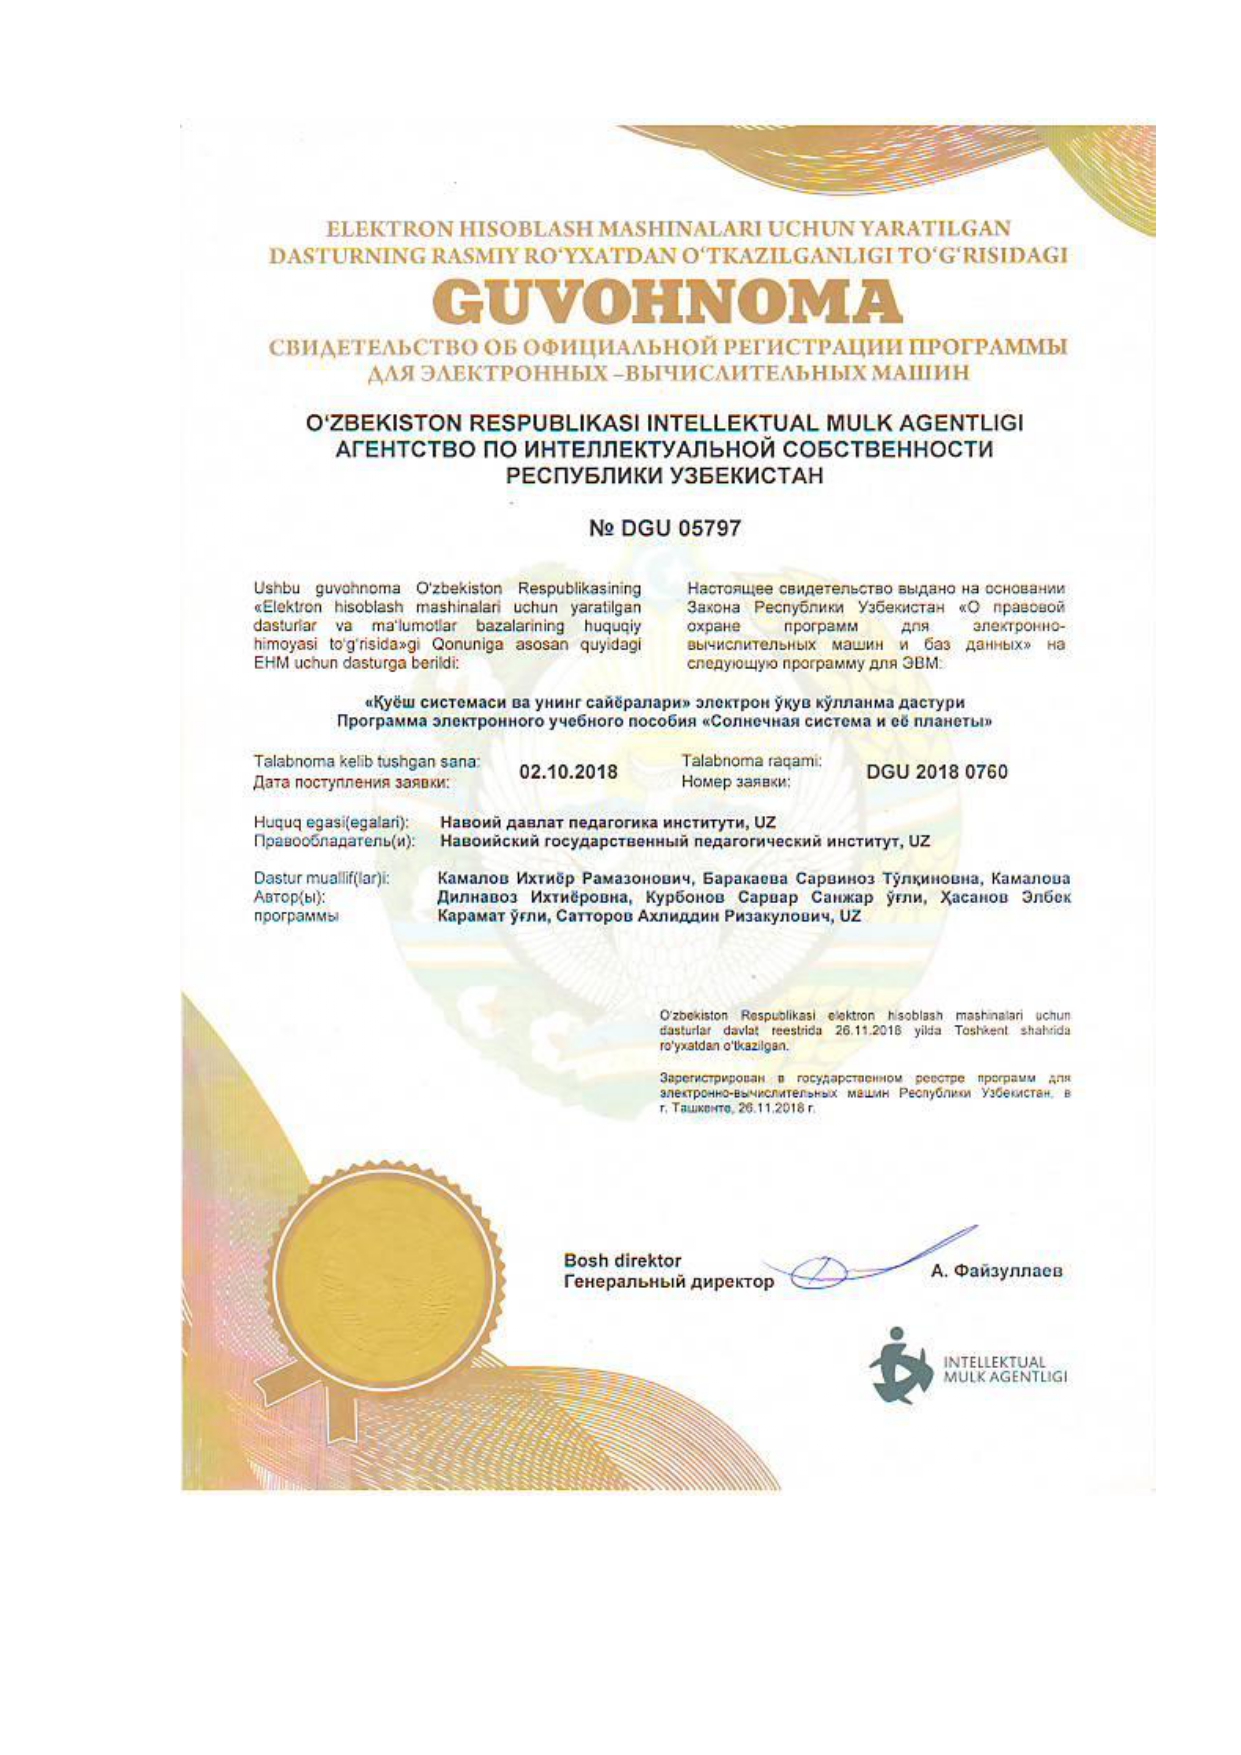 ELEKTRON HISOBLASH MASHINALARI UCHUN YARATILGAN
DASTURNING RASMIY RO‘YXATDAN O‘TKAZILGANLIGI TO‘G‘RISIDAGI
GUVOHNOMA
СВИДЕТЕЛЬСТВО ОБ ОФИЦИАЛЬНОЙ РЕГИСТРАЦИИ ПРОГРАММЫ
ДЛЯ ЭЛЕКТРОННЫХ –ВЫЧИСЛИТЕЛЬНЫХ МАШИН
O‘ZBEKISTON RESPUBLIKASI INTELLEKTUAL MULK AGENTLIGI
АГЕНТСТВО ПО ИНТЕЛЛЕКТУАЛЬНОЙ СОБСТВЕННОСТИ
РЕСПУБЛИКИ УЗБЕКИСТАН
№ DGU 05797
Ushbu guvohnoma O‘zbekiston Respublikasining
«Elektron hisoblash mashinalari uchun yaratilgan
dasturlar va ma’lumotlar bazalarining huquqiy
himoyasi to‘g‘risida»gi Qonuniga asosan quyidagi
EHM uchun dasturga berildi:
Настоящее свидетельство выдано на основании
Закона Республики Узбекистан «О правовой
охране программ для электронно-
вычислительных машин и баз данных» на
следующую программу для ЭВМ:
«Қуёш системаси ва унинг сайёралари» электрон ўқув қўлланма дастури
Программа электронного учебного пособия «Солнечная система и её планеты»
Talabnoma kelib tushgan sana:
Дата поступления заявки:
02.10.2018
Talabnoma raqami:
Номер заявки:
DGU 2018 0760
Huquq egasi(egalari): Навоий давлат педагогика институти, UZ
Правообладатель(и): Навоийский государственный педагогический институт, UZ
Dastur muallif(lar)i: Камалов Ихтиёр Рамазонович, Баракаева Сарвиноз Тўлқиновна, Камалова
Автор(ы): Дилнавоз Ихтиёровна, Курбонов Сарвар Санжар ўғли, Ҳасанов Элбек
программы Карамат ўғли, Сатторов Ахлиддин Ризакулович, UZ
O‘zbekiston Respublikasi elektron hisoblash mashinalari uchun
dasturlar davlat reestrida 26.11.2018 yilda Toshkent shahrida
ro‘yxatdan o‘tkazilgan.
Зарегистрирован в государственном реестре программ для
электронно-вычислительных машин Республики Узбекистан, в
г. Ташкенте, 26.11.2018 г.
Bosh direktor
Генеральный директор
А. Файзуллаев
INTELLEKTUAL
MULK AGENTLIGI